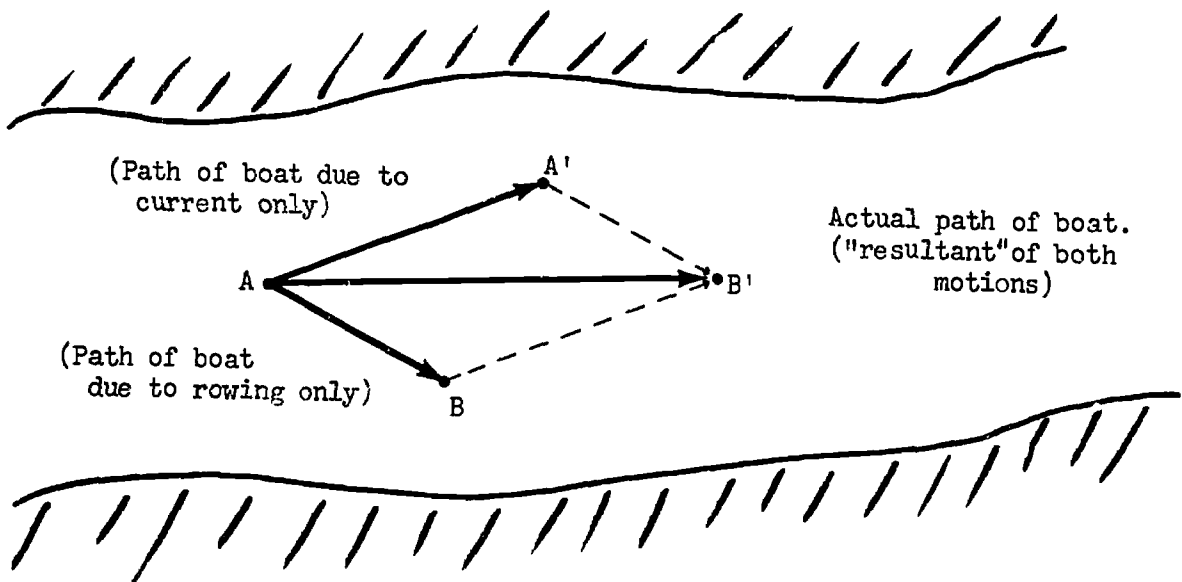 (Path of boat due to
current only)
A'
Actual path of boat.
("resultant"of both
motions)
A
B'
(Path of boat
due to rowing only)
B